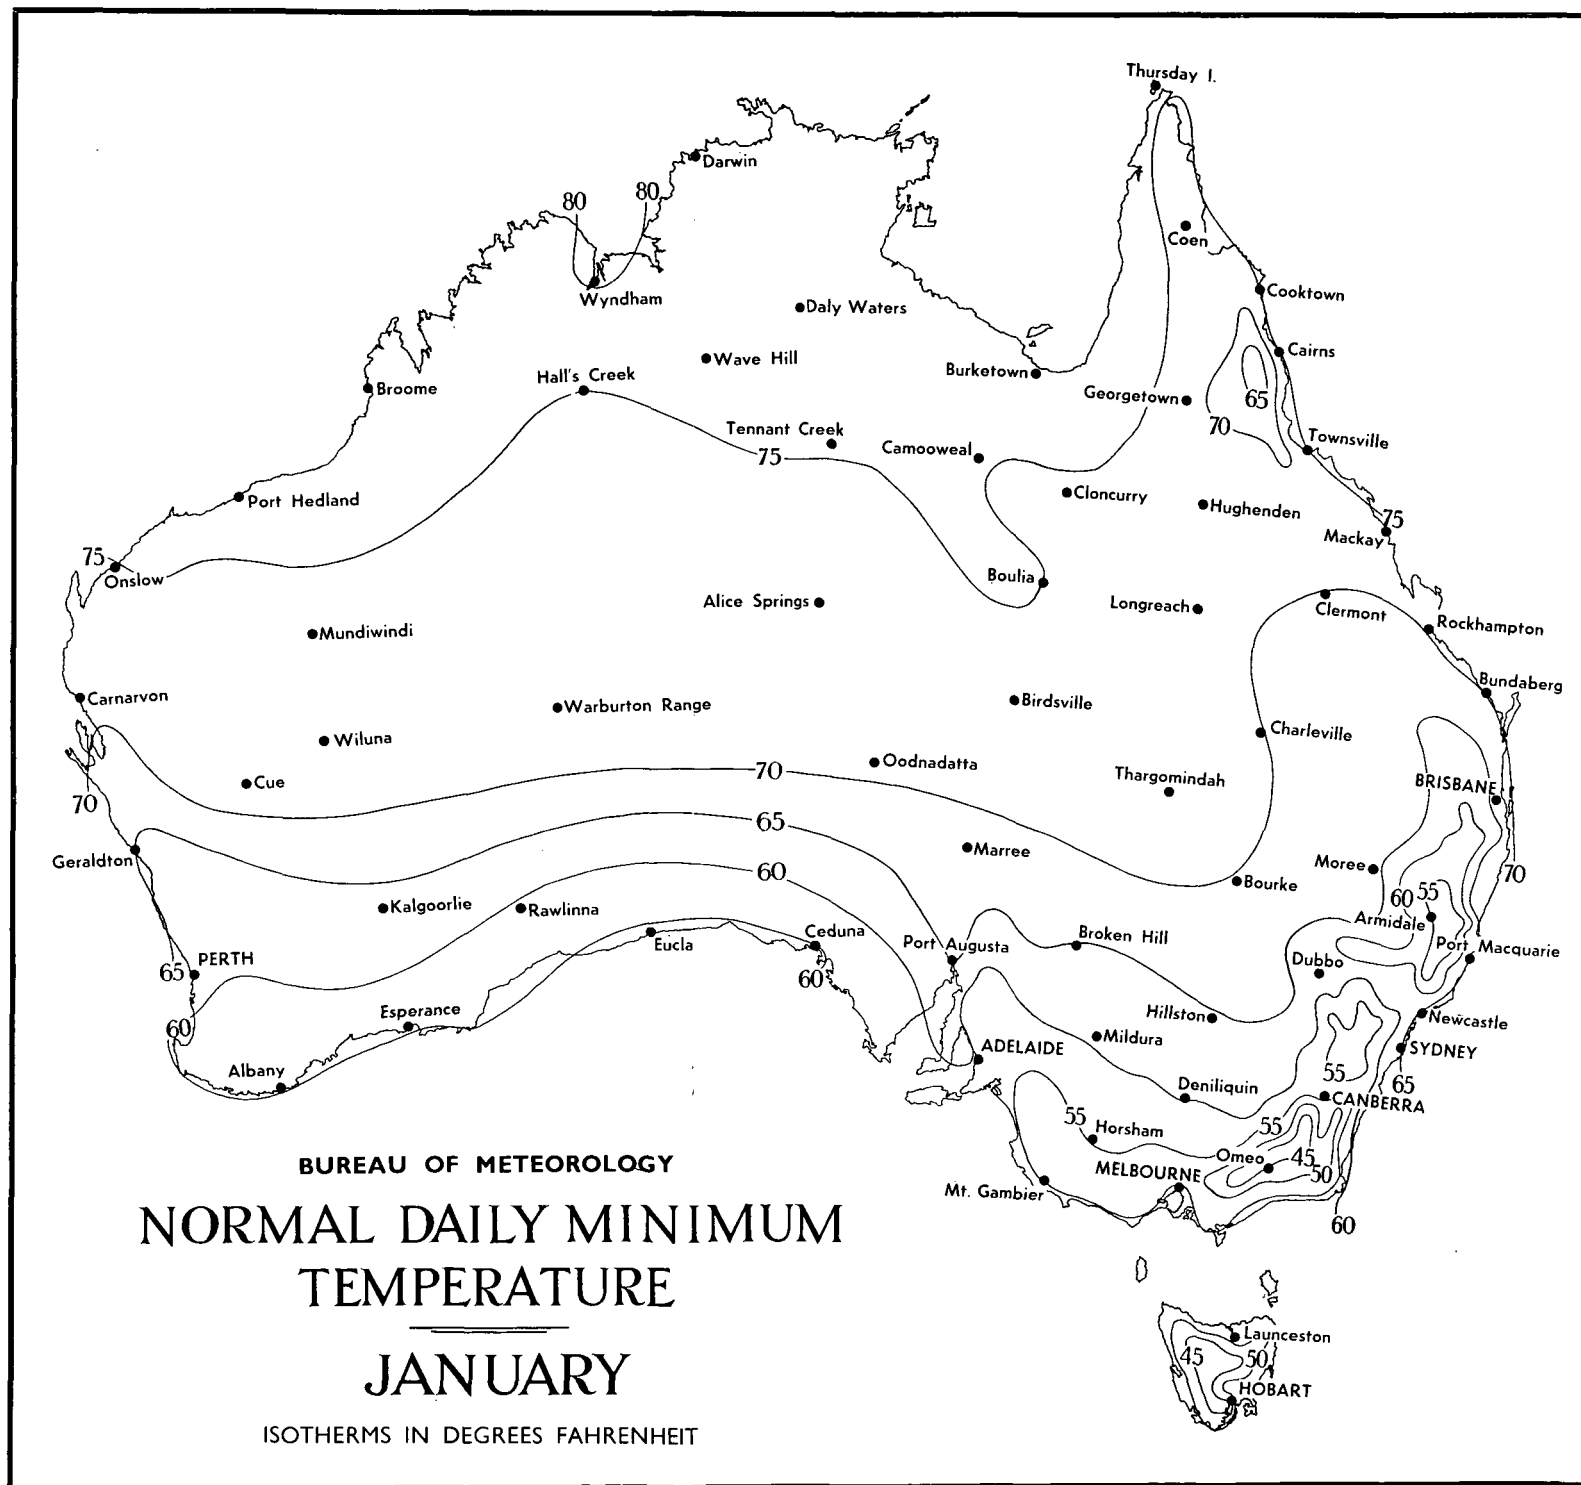 Thursday I.
Darwin
80
80
Coen
Wyndham
Cooktown
Daly Waters
Cairns
Wave Hill
Burketown
Hall's Creek
Broome
Georgetown
65
70
Tennant Creek
Townsville
Camooweal
75
Cloncurry
Port Hedland
Hughenden
75
Mackay
75
Onslow
Boulia
Alice Springs
Longreach
Clermont
Rockhampton
Mundiwindi
Bundaberg
Carnarvon
Warburton Range
Birdsville
Charleville
Wiluna
Oodnadatta
70
Thargomindah
Cue
BRISBANE
70
65
Geraldton
Marree
Moree
60
Bourke
70
55
60
Kalgoorlie
Rawlinna
Armidale
Ceduna
Broken Hill
Eucla
Port Augusta
Port Macquarie
PERTH
Dubbo
65
60
Esperance
Hillston
Newcastle
60
Mildura
ADELAIDE
SYDNEY
Albany
55
65
Deniliquin
CANBERRA
55
Horsham
55
Omeo
45
50
MELBOURNE
Mt. Gambier
60
BUREAU OF METEOROLOGY
NORMAL DAILY MINIMUM
TEMPERATURE
JANUARY
ISOTHERMS IN DEGREES FAHRENHEIT
Launceston
45
50
HOBART